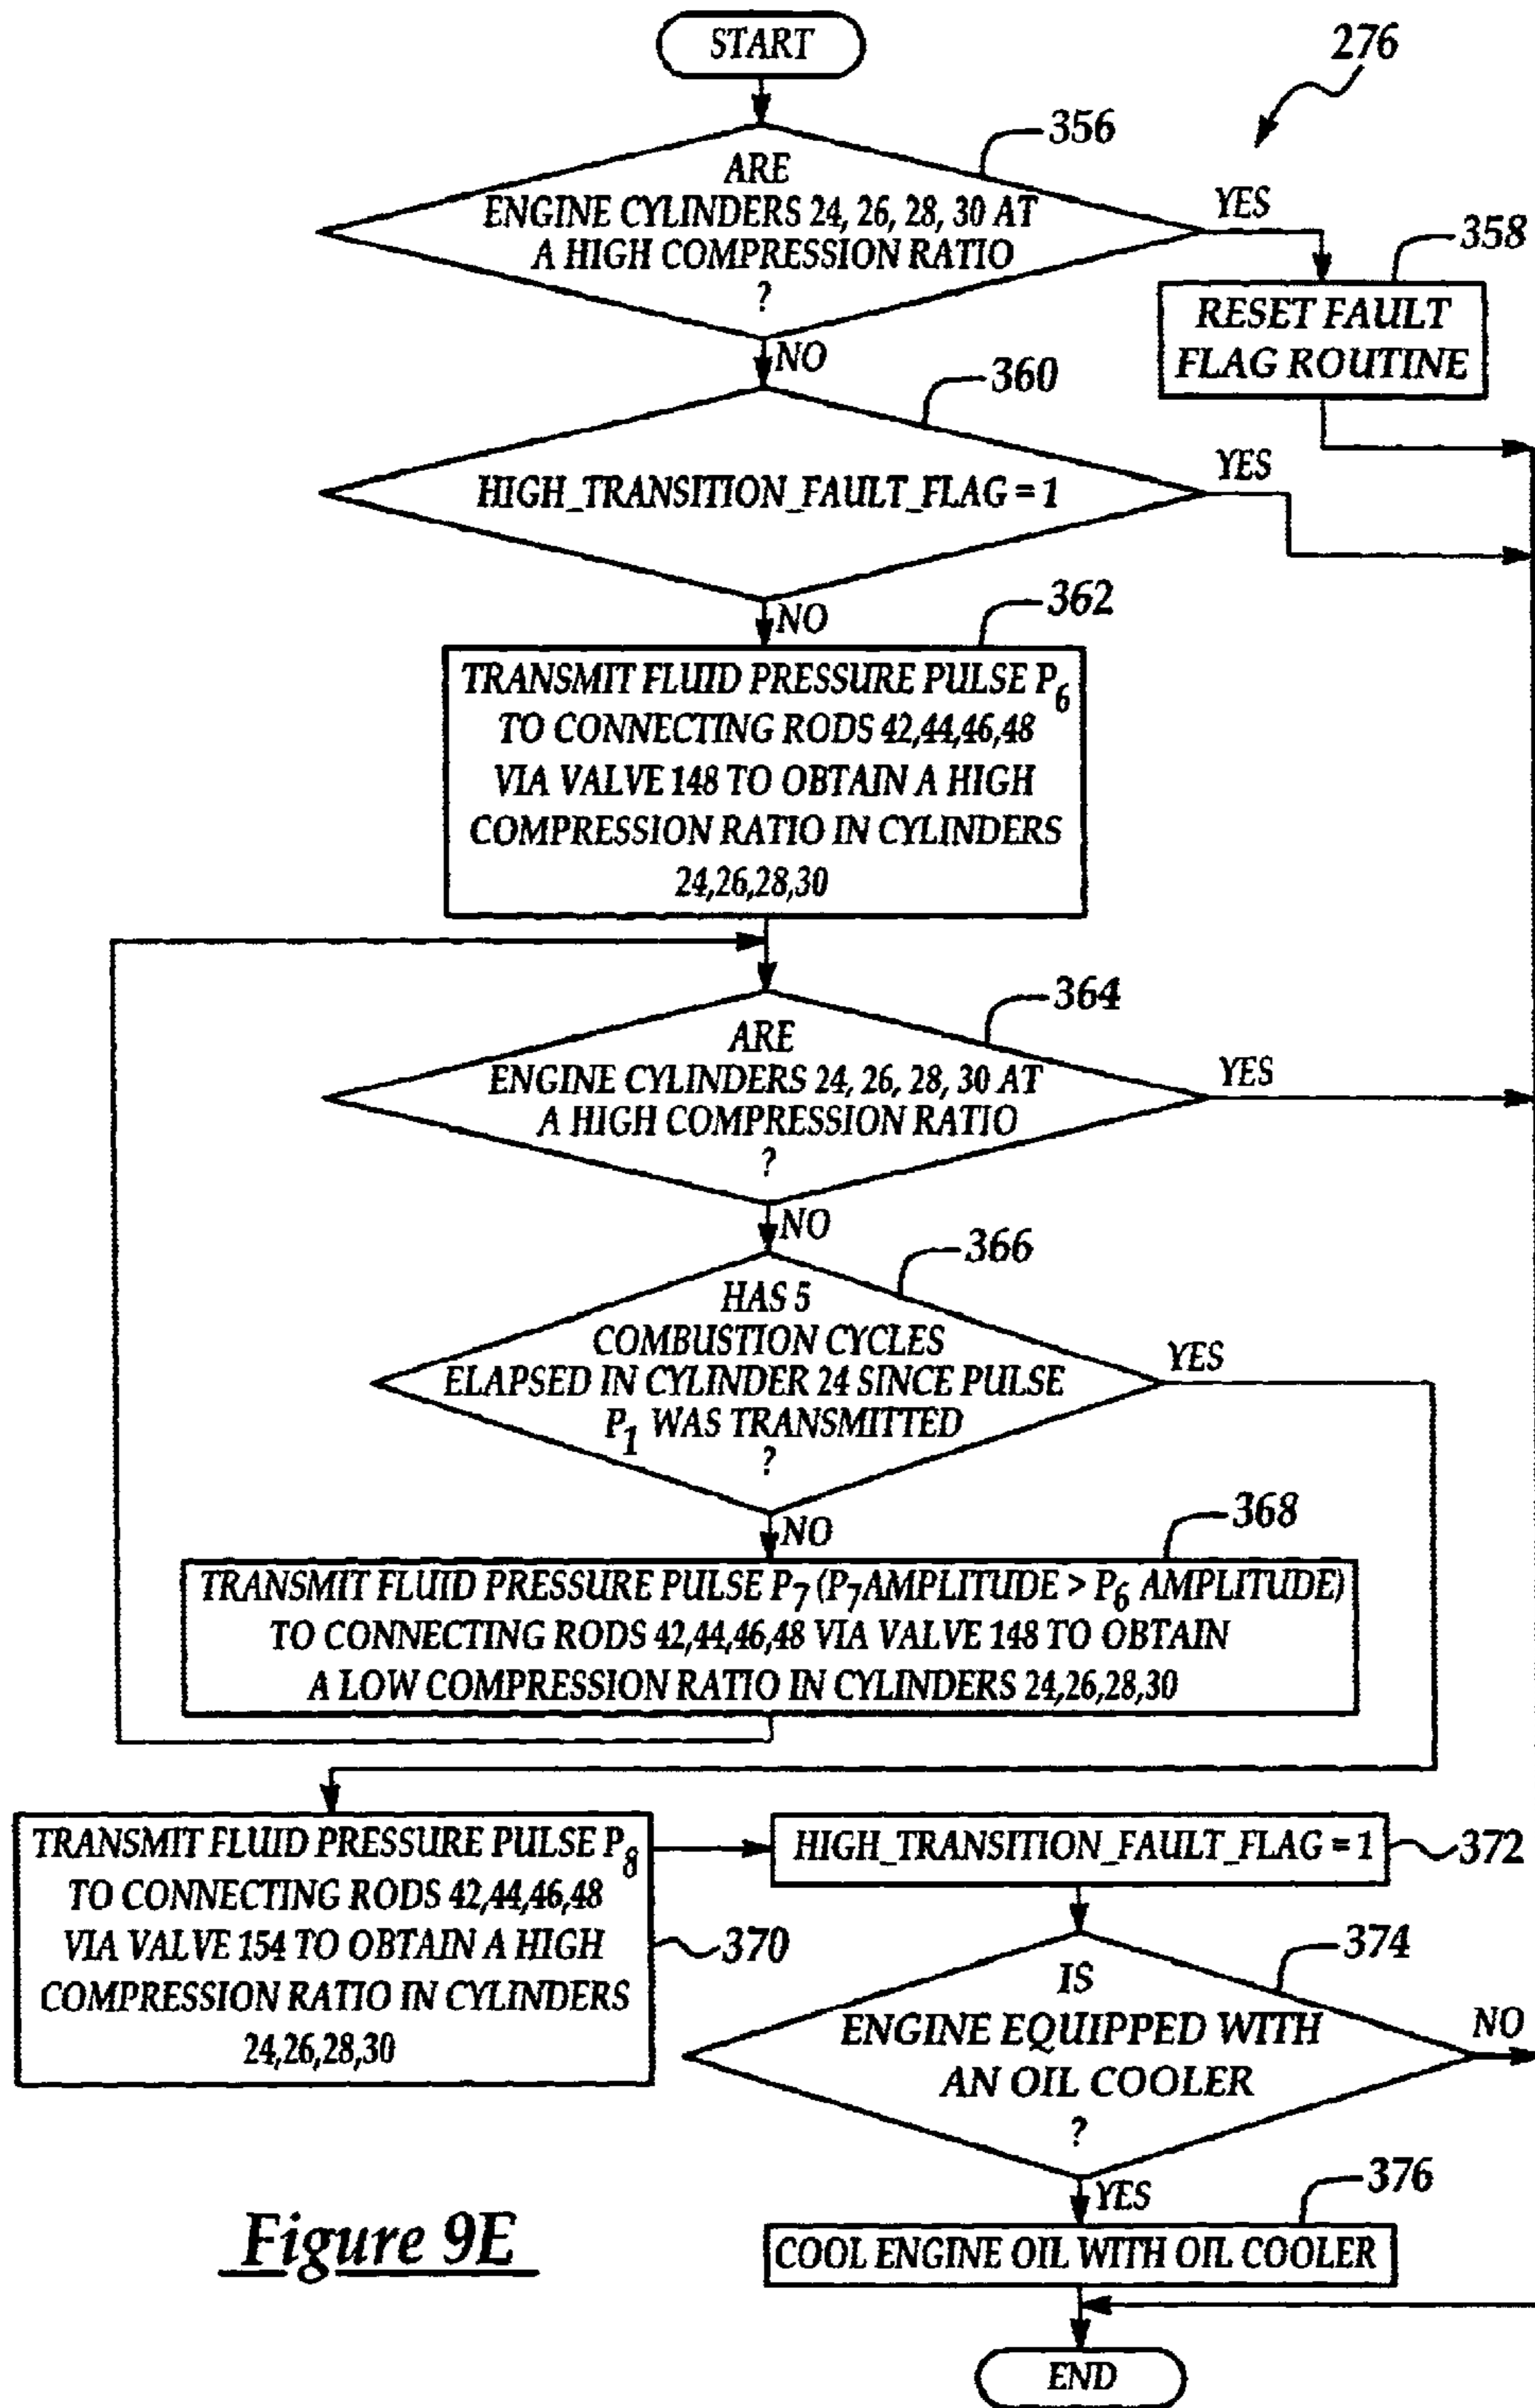 START
276
356
ARE
ENGINE CYLINDERS 24, 26, 28, 30 AT
A HIGH COMPRESSION RATIO
?
YES
358
RESET FAULT
FLAG ROUTINE
NO
360
HIGH_TRANSITION_FAULT_FLAG = 1
YES
NO
362
TRANSMIT FLUID PRESSURE PULSE P6
TO CONNECTING RODS 42,44,46,48
VIA VALVE 148 TO OBTAIN A HIGH
COMPRESSION RATIO IN CYLINDERS
24,26,28,30
364
ARE
ENGINE CYLINDERS 24, 26, 28, 30 AT
A HIGH COMPRESSION RATIO
?
YES
NO
366
HAS 5
COMBUSTION CYCLES
ELAPSED IN CYLINDER 24 SINCE PULSE
P1 WAS TRANSMITTED
?
YES
NO
368
TRANSMIT FLUID PRESSURE PULSE P7 (P7 AMPLITUDE > P6 AMPLITUDE)
TO CONNECTING RODS 42,44,46,48 VIA VALVE 148 TO OBTAIN
A LOW COMPRESSION RATIO IN CYLINDERS 24,26,28,30
TRANSMIT FLUID PRESSURE PULSE P8
TO CONNECTING RODS 42,44,46,48
VIA VALVE 154 TO OBTAIN A HIGH
COMPRESSION RATIO IN CYLINDERS
24,26,28,30
370
HIGH_TRANSITION_FAULT_FLAG = 1
372
374
IS
ENGINE EQUIPPED WITH
AN OIL COOLER
?
NO
YES
376
COOL ENGINE OIL WITH OIL COOLER
END
Figure 9E